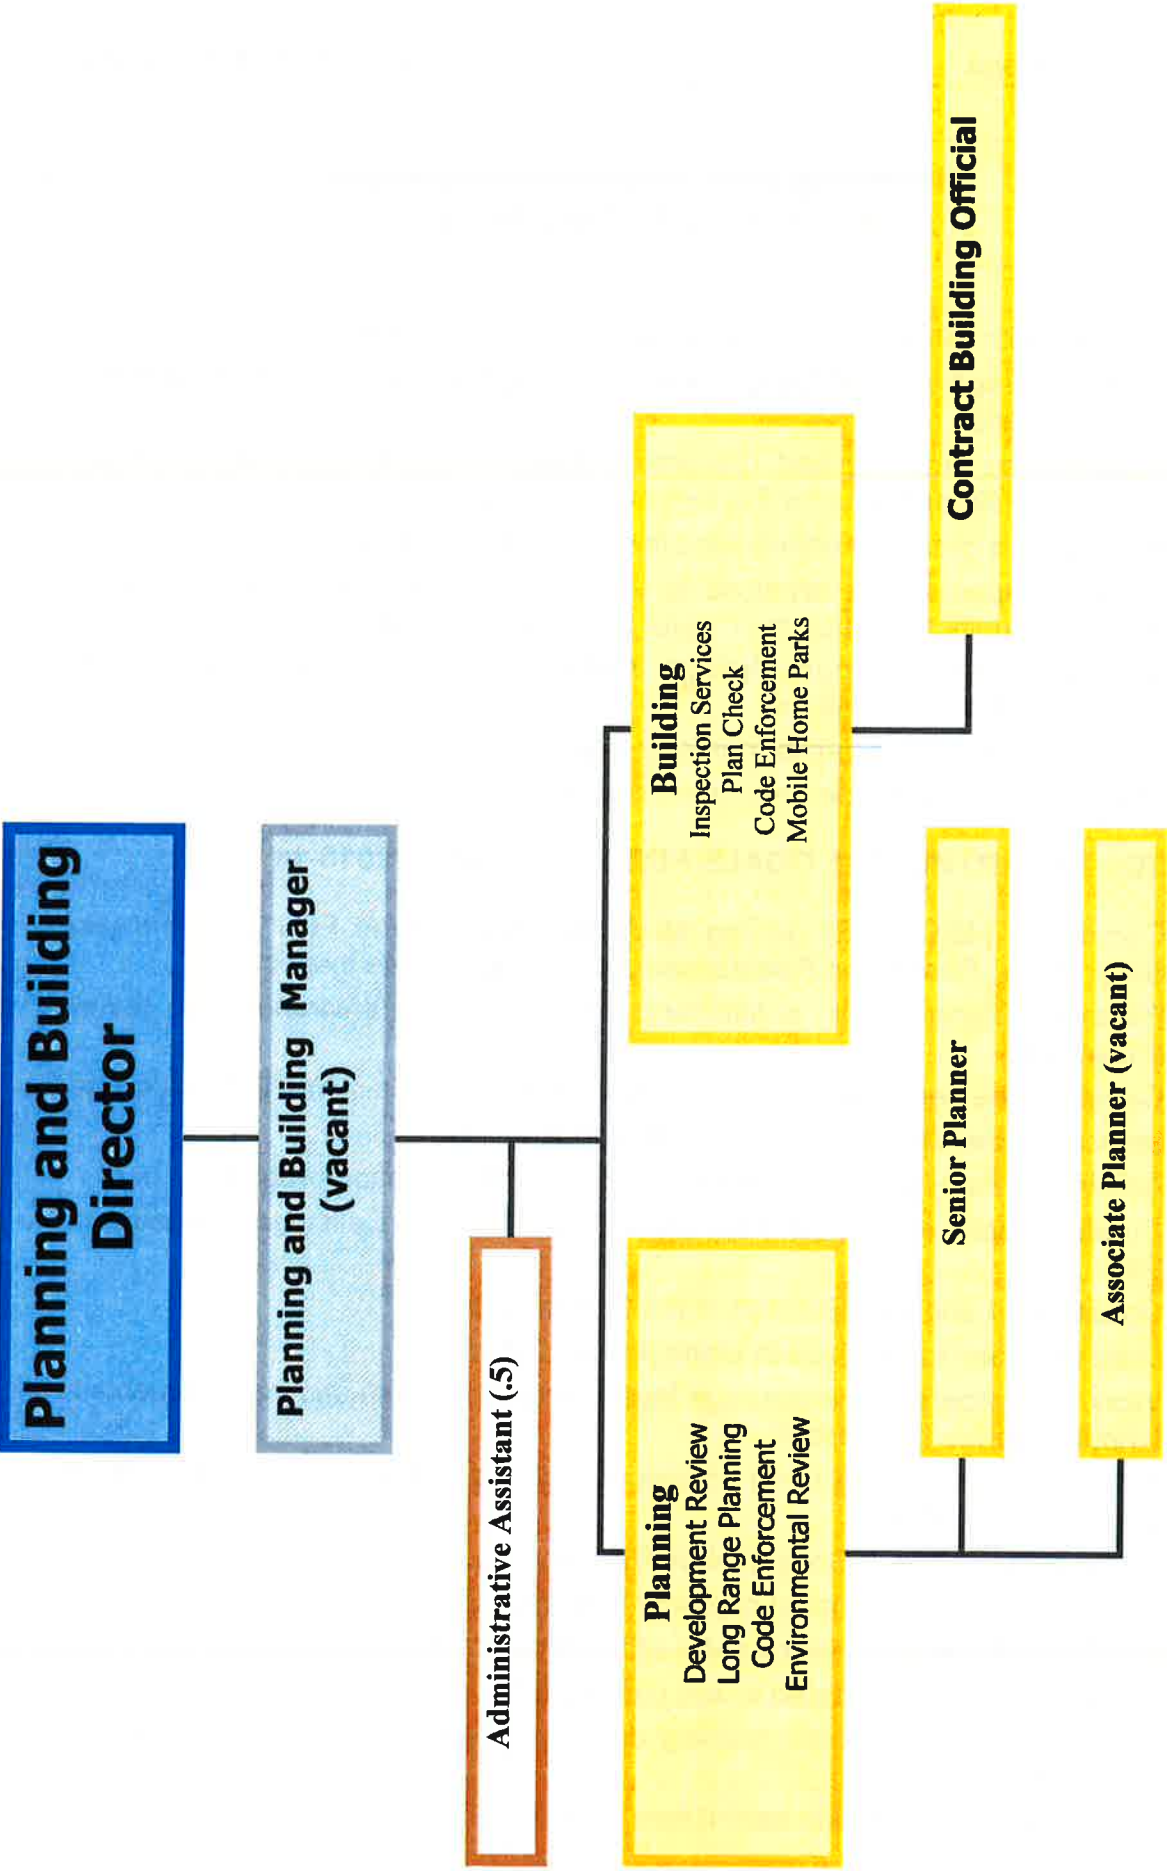 Planning and Building
Director
Planning and Building Manager
(vacant)
Administrative Assistant (.5)
Planning
Development Review
Long Range Planning
Code Enforcement
Environmental Review
Building
Inspection Services
Plan Check
Code Enforcement
Mobile Home Parks
Senior Planner
Associate Planner (vacant)
Contract Building Official